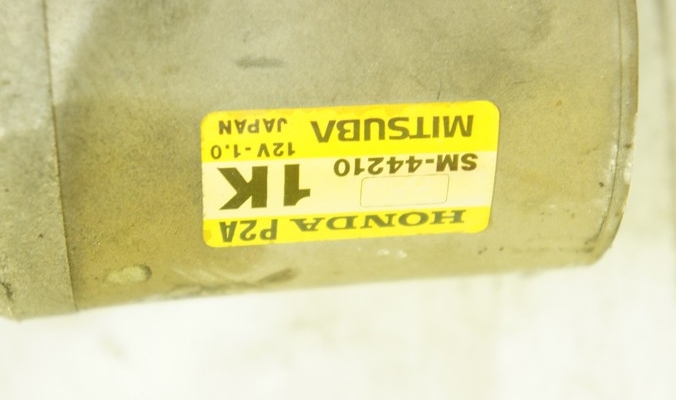 HONDA P2A
SM-44210 1K
12V-1.0
MITSUBA JAPAN